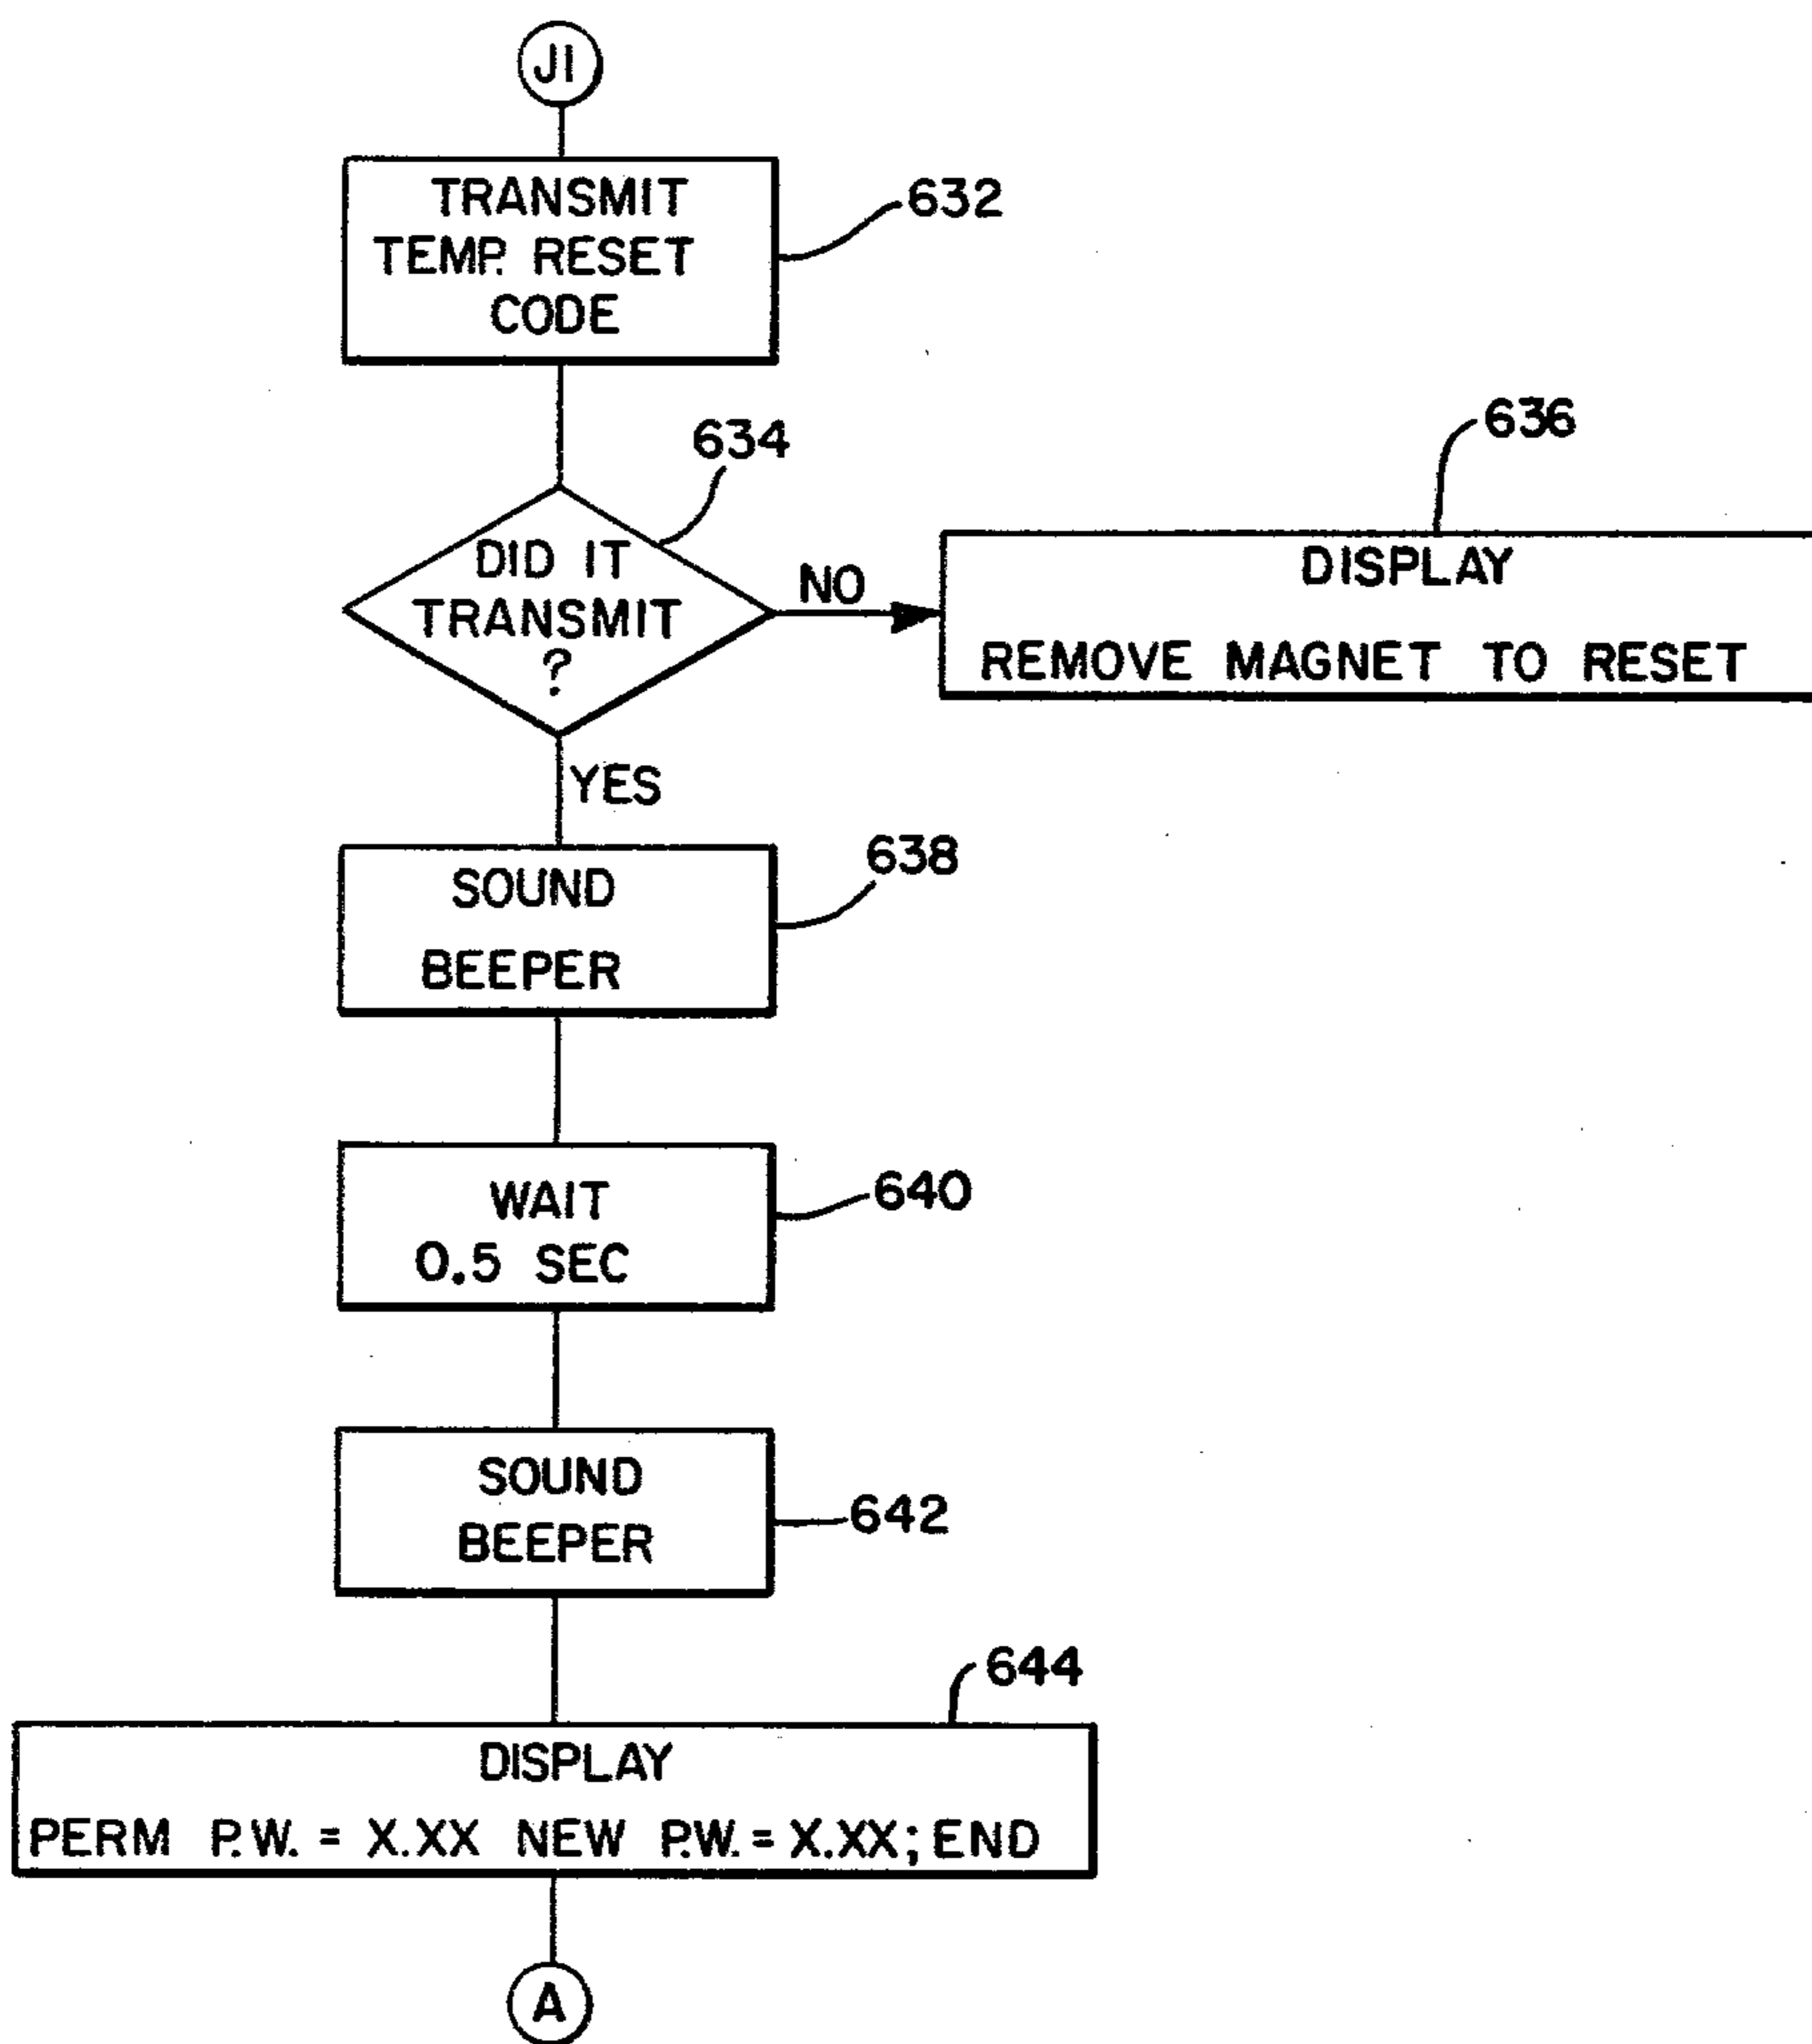 J1
TRANSMIT
TEMP. RESET
CODE
632
634
DID IT
TRANSMIT
?
NO
636
DISPLAY
REMOVE MAGNET TO RESET
YES
638
SOUND
BEEPER
640
WAIT
0.5 SEC
SOUND
BEEPER
642
644
DISPLAY
PERM P.W. = X.XX NEW P.W. = X.XX; END
A